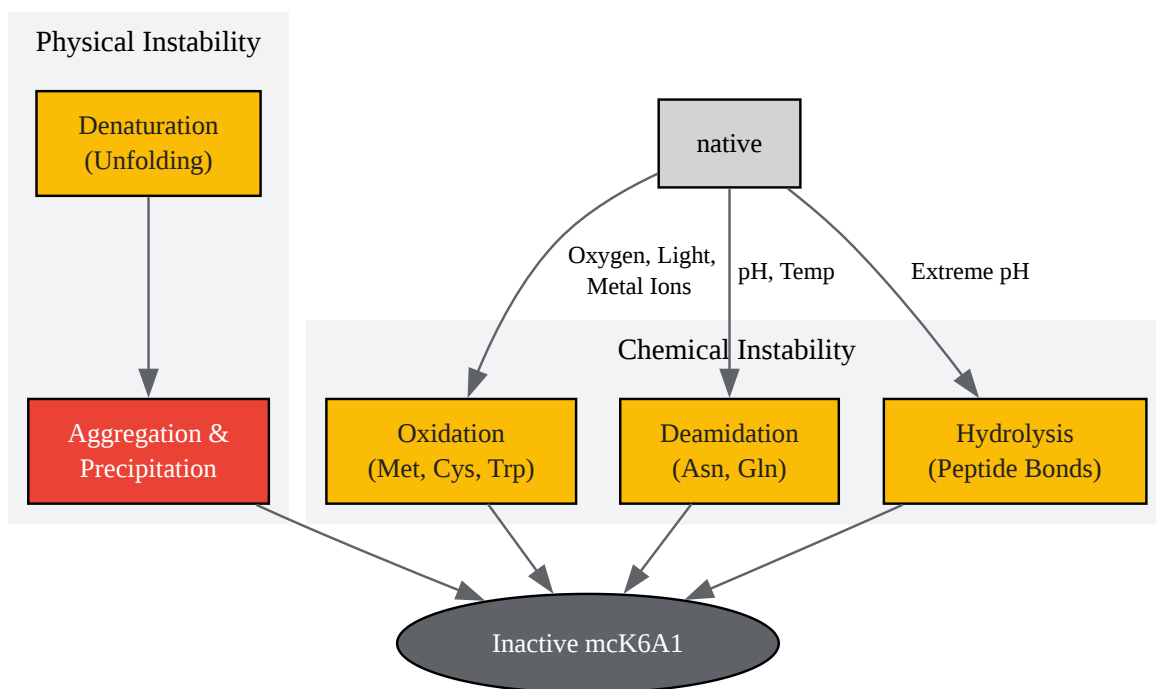 Physical Instability
Denaturation
(Unfolding)
native
Oxygen, Light,
Metal Ions
pH, Temp
Extreme pH
Chemical Instability
Aggregation &
Precipitation
Oxidation
(Met, Cys, Trp)
Deamidation
(Asn, Gln)
Hydrolysis
(Peptide Bonds)
Inactive mcK6A1